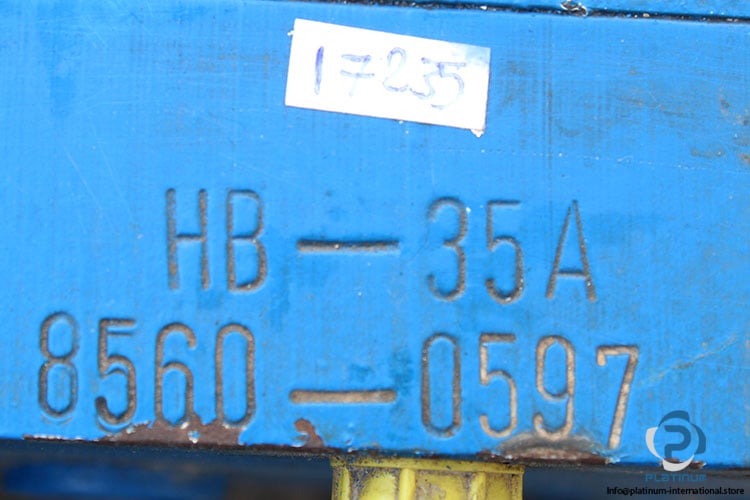 17235
HB — 35A
8560 — 0597
PLATINUM
Info@platinum-international.store